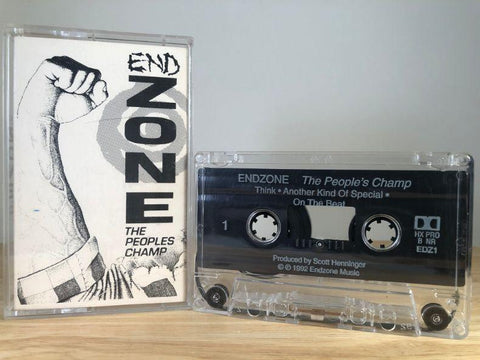 END
ZONE
THE
PEOPLES
CHAMP
ENDZONE The People's Champ
Think • Another Kind Of Special •
On The Beat
1
HX PRO
B NR
EDZ1
Produced by Scott Henninger
© ℗ 1992 Endzone Music